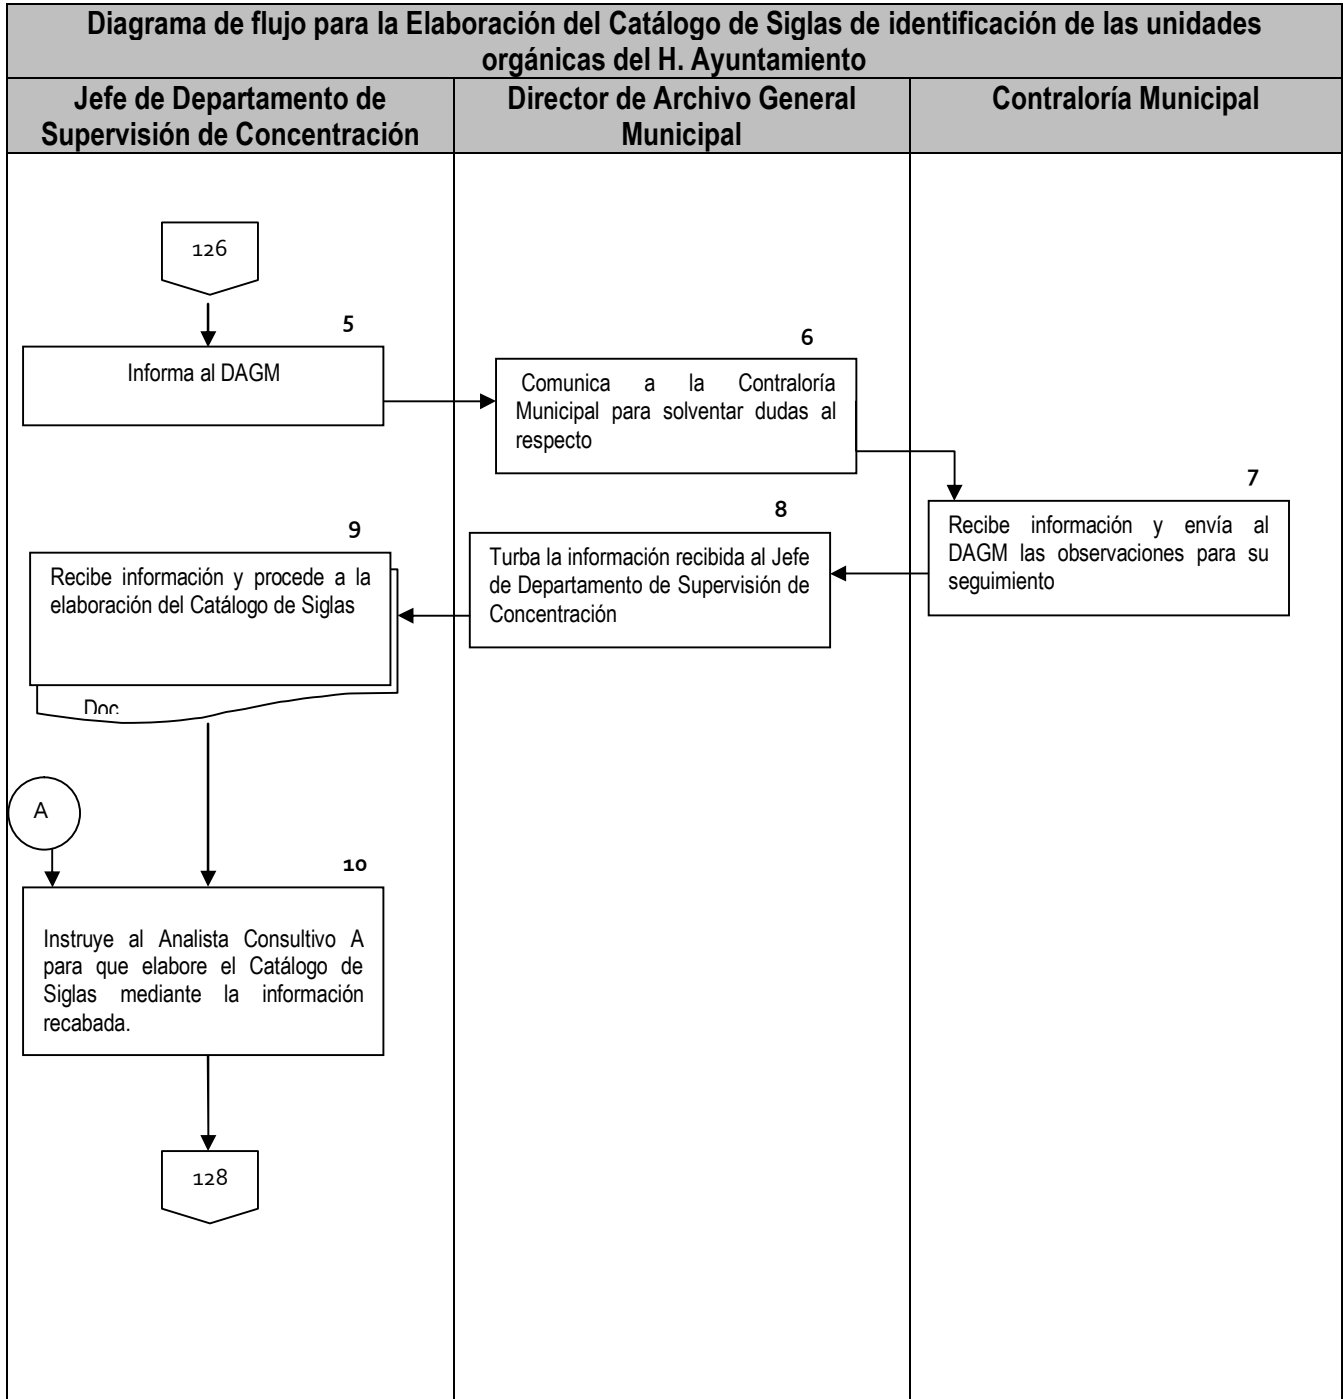 Diagrama de flujo para la Elaboración del Catálogo de Siglas de identificación de las unidades
orgánicas del H. Ayuntamiento
Jefe de Departamento de
Supervisión de Concentración
Director de Archivo General
Municipal
Contraloría Municipal
126
5
Informa al DAGM
6
Comunica a la Contraloría
Municipal para solventar dudas al
respecto
7
Recibe información y envía al
DAGM las observaciones para su
seguimiento
8
Turba la información recibida al Jefe
de Departamento de Supervisión de
Concentración
9
Recibe información y procede a la
elaboración del Catálogo de Siglas
Doc
A
10
Instruye al Analista Consultivo A
para que elabore el Catálogo de
Siglas mediante la información
recabada.
128